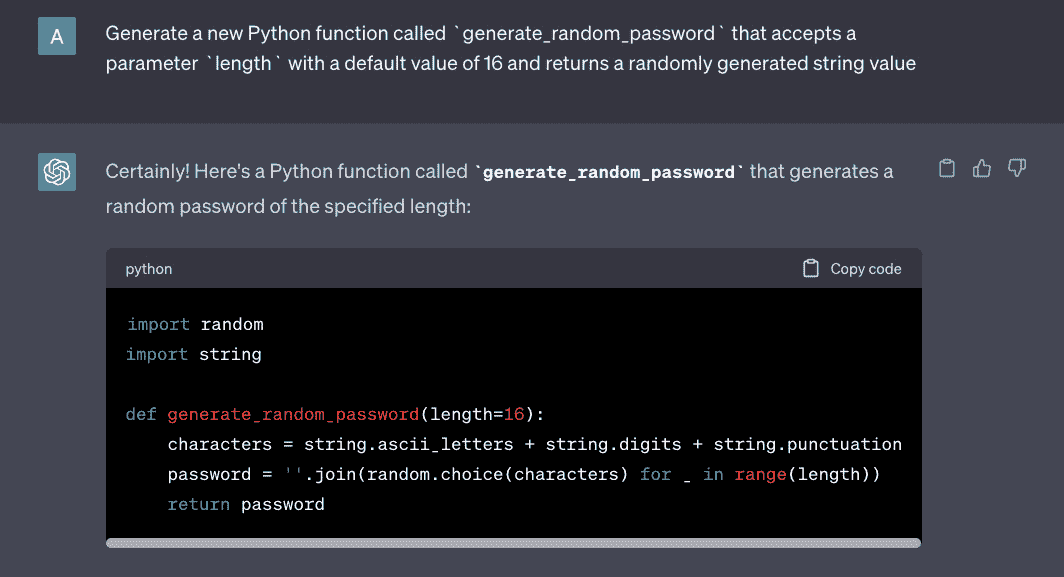 A
Generate a new Python function called `generate_random_password` that accepts a
parameter `length` with a default value of 16 and returns a randomly generated string value
Certainly! Here's a Python function called `generate_random_password` that generates a
random password of the specified length:
python
Copy code
import random
import string
def generate_random_password(length=16):
    characters = string.ascii_letters + string.digits + string.punctuation
    password = ''.join(random.choice(characters) for _ in range(length))
    return password